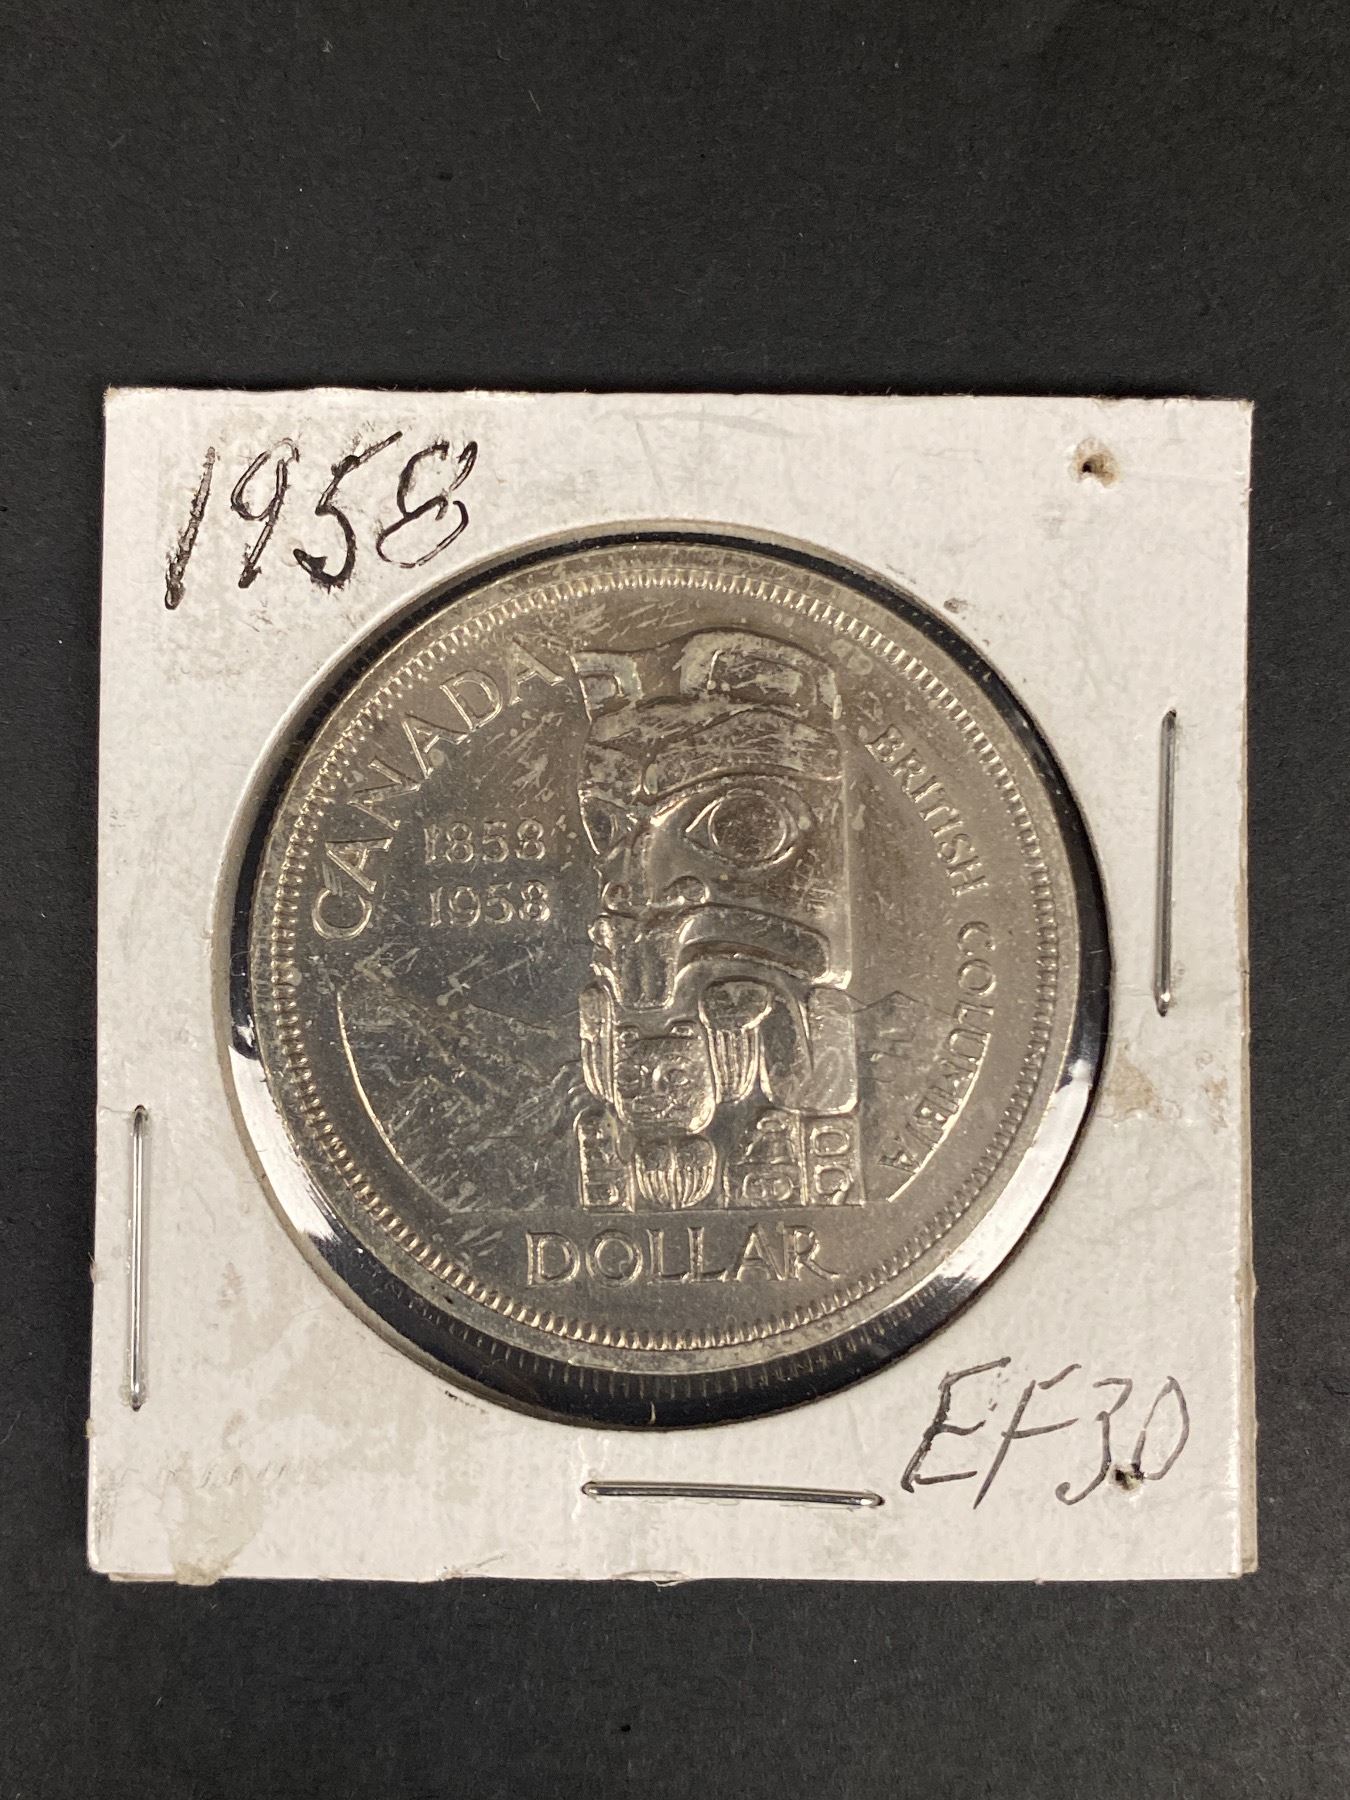 1958
CANADA
BRITISH COLUMBIA
1858
1958
DOLLAR
EF30